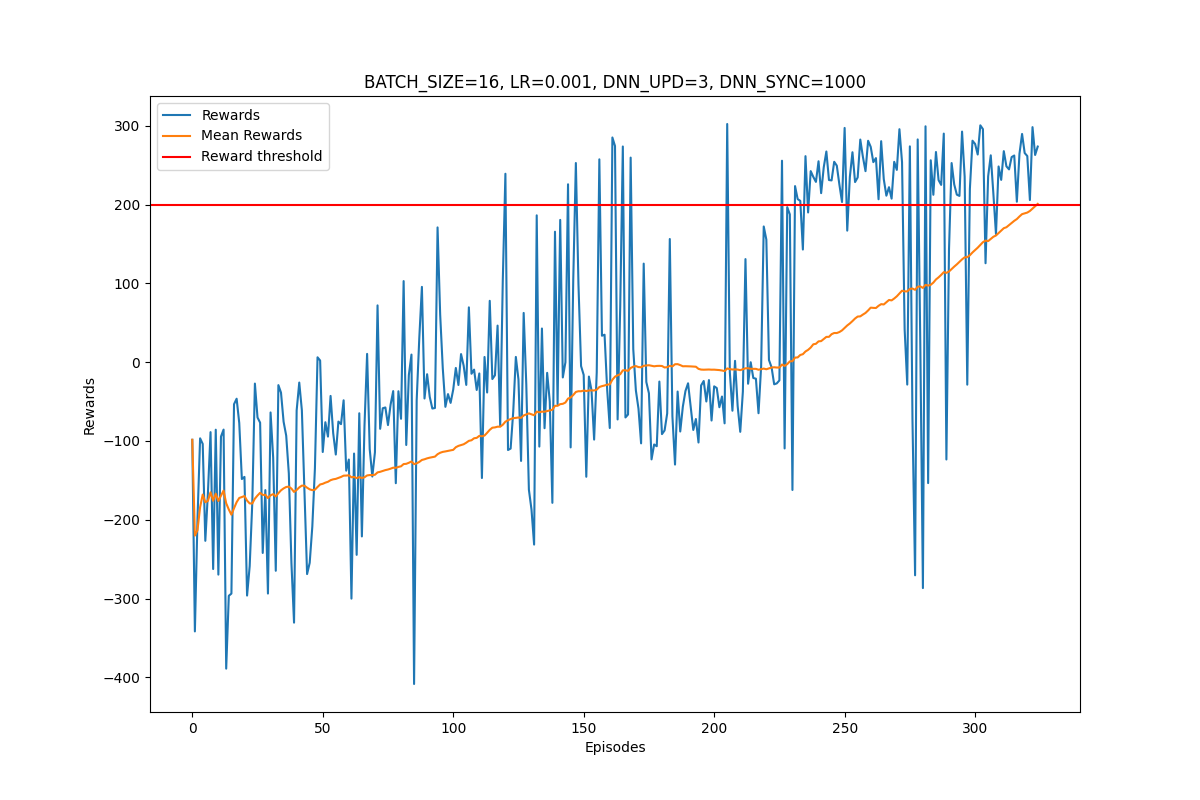 BATCH_SIZE=16, LR=0.001, DNN_UPD=3, DNN_SYNC=1000
Rewards
Mean Rewards
Reward threshold
300
200
100
0
−100
−200
−300
−400
Rewards
0 50 100 150 200 250 300
Episodes